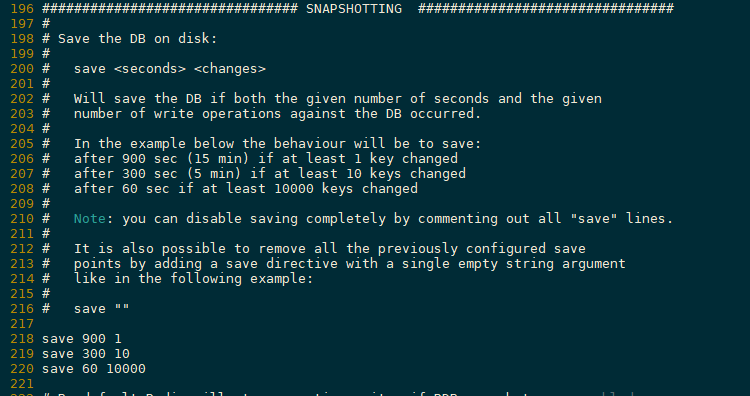 196 ################################ SNAPSHOTTING  ################################
197 #
198 # Save the DB on disk:
199 #
200 #   save <seconds> <changes>
201 #
202 #   Will save the DB if both the given number of seconds and the given
203 #   number of write operations against the DB occurred.
204 #
205 #   In the example below the behaviour will be to save:
206 #   after 900 sec (15 min) if at least 1 key changed
207 #   after 300 sec (5 min) if at least 10 keys changed
208 #   after 60 sec if at least 10000 keys changed
209 #
210 #   Note: you can disable saving completely by commenting out all "save" lines.
211 #
212 #   It is also possible to remove all the previously configured save
213 #   points by adding a save directive with a single empty string argument
214 #   like in the following example:
215 #
216 #   save ""
217
218 save 900 1
219 save 300 10
220 save 60 10000
221